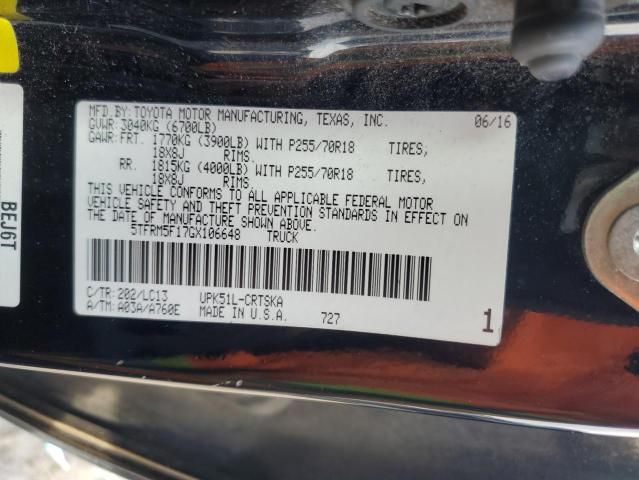 MFD.BY: TOYOTA MOTOR MANUFACTURING, TEXAS, INC. 06/16
GVWR: 3040KG (6700LB)
GAWR: FRT. 1770KG (3900LB) WITH P255/70R18 TIRES,
18X8J RIMS.
RR. 1815KG (4000LB) WITH P255/70R18 TIRES,
18X8J RIMS.
THIS VEHICLE CONFORMS TO ALL APPLICABLE FEDERAL MOTOR
VEHICLE SAFETY AND THEFT PREVENTION STANDARDS IN EFFECT ON
THE DATE OF MANUFACTURE SHOWN ABOVE.
5TFRM5F17GX106648 TRUCK
C/TR: 202/LC13 UPK51L-CRTSKA
A/TM: A03A/A760E MADE IN U.S.A. 727 1
BEJ6T